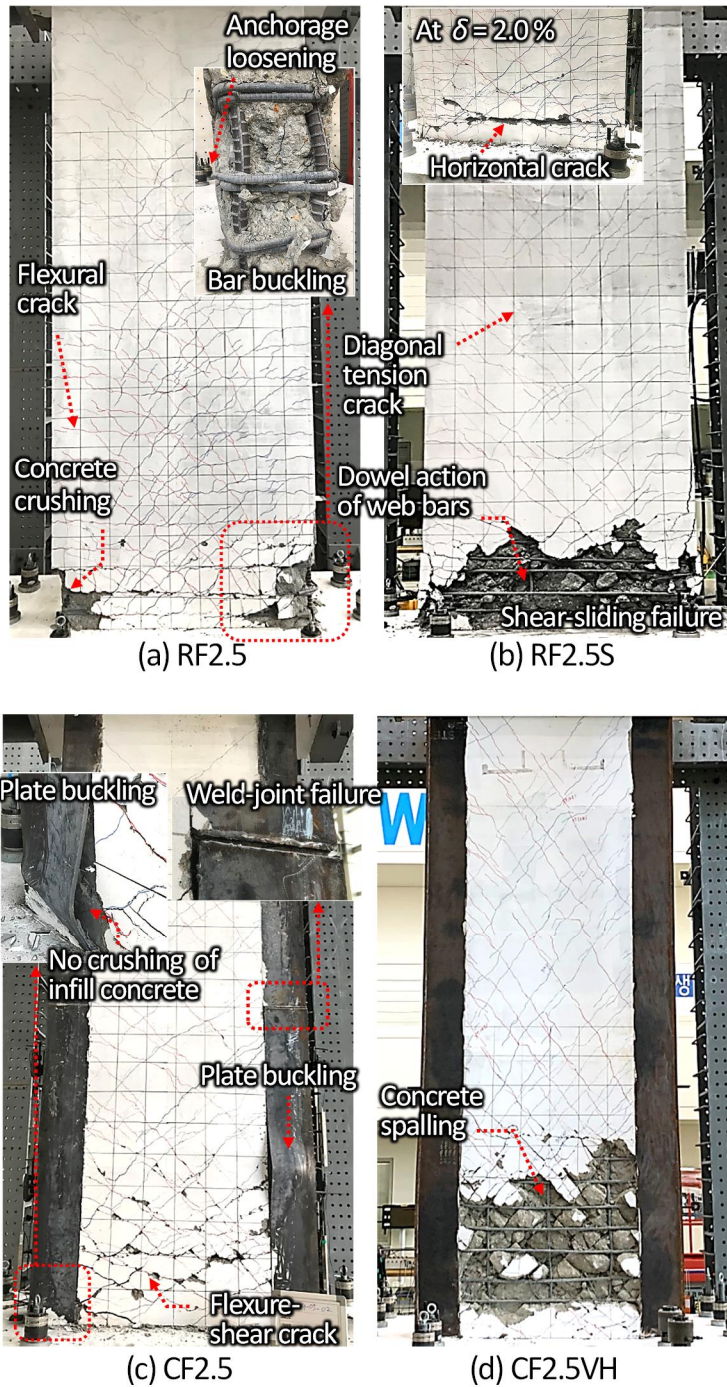 Anchorage
loosening
Bar buckling
Flexural
crack
Concrete
crushing
(a) RF2.5
At δ = 2.0 %
Horizontal crack
Diagonal
tension
crack
Dowel action
of web bars
Shear-sliding failure
(b) RF2.5S
Plate buckling
Weld-joint failure
No crushing of
infill concrete
Plate buckling
Flexure-
shear crack
(c) CF2.5
W
Concrete
spalling
(d) CF2.5VH